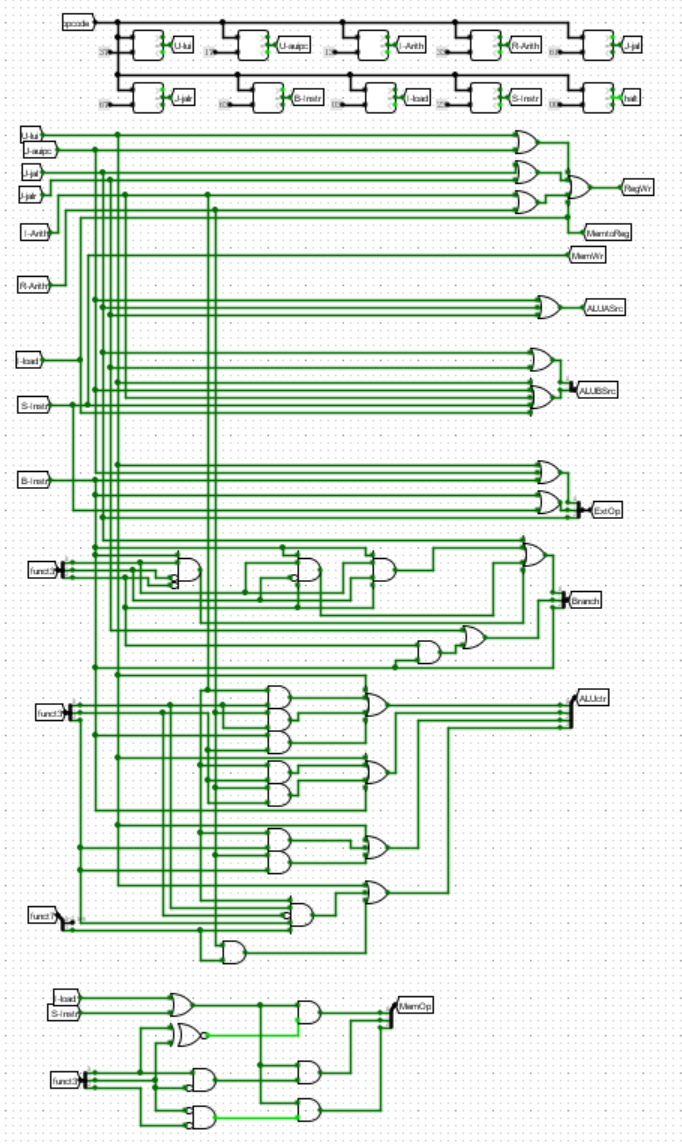 opcode
U-lui
U-auipc
I-Arith
R-Arith
J-jal
J-jalr
B-Instr
I-load
S-Instr
halt
U-lui
U-auipc
J-jal
J-jalr
RegWr
I-Arith
MemtoReg
MemWr
R-Arith
ALUASrc
I-load
ALUBSrc
S-Instr
B-Instr
ExtOp
funct3
Branch
ALUctr
funct3
funct7
I-load
S-Instr
MemOp
funct3